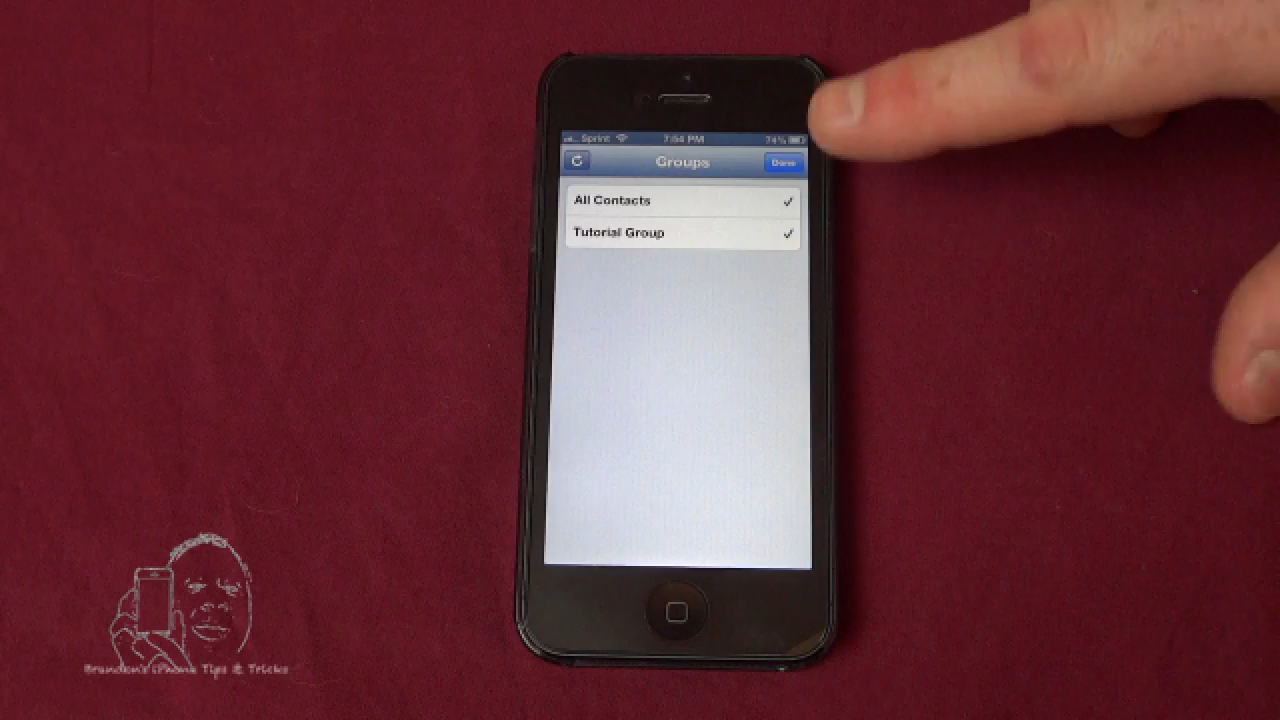 Sprint 7:54 PM 74%
Groups Done
All Contacts ✓
Tutorial Group ✓
Brandon's iPhone Tips & Tricks